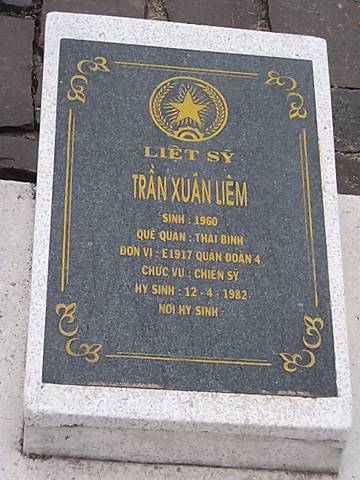 LIỆT SỸ
TRẦN XUÂN LIÊM
SINH : 1960
QUÊ QUÁN : THÁI BÌNH
ĐƠN VỊ : E1917 QUÂN ĐOÀN 4
CHỨC VỤ : CHIẾN SỸ
HY SINH : 12 - 4 - 1982
NƠI HY SINH